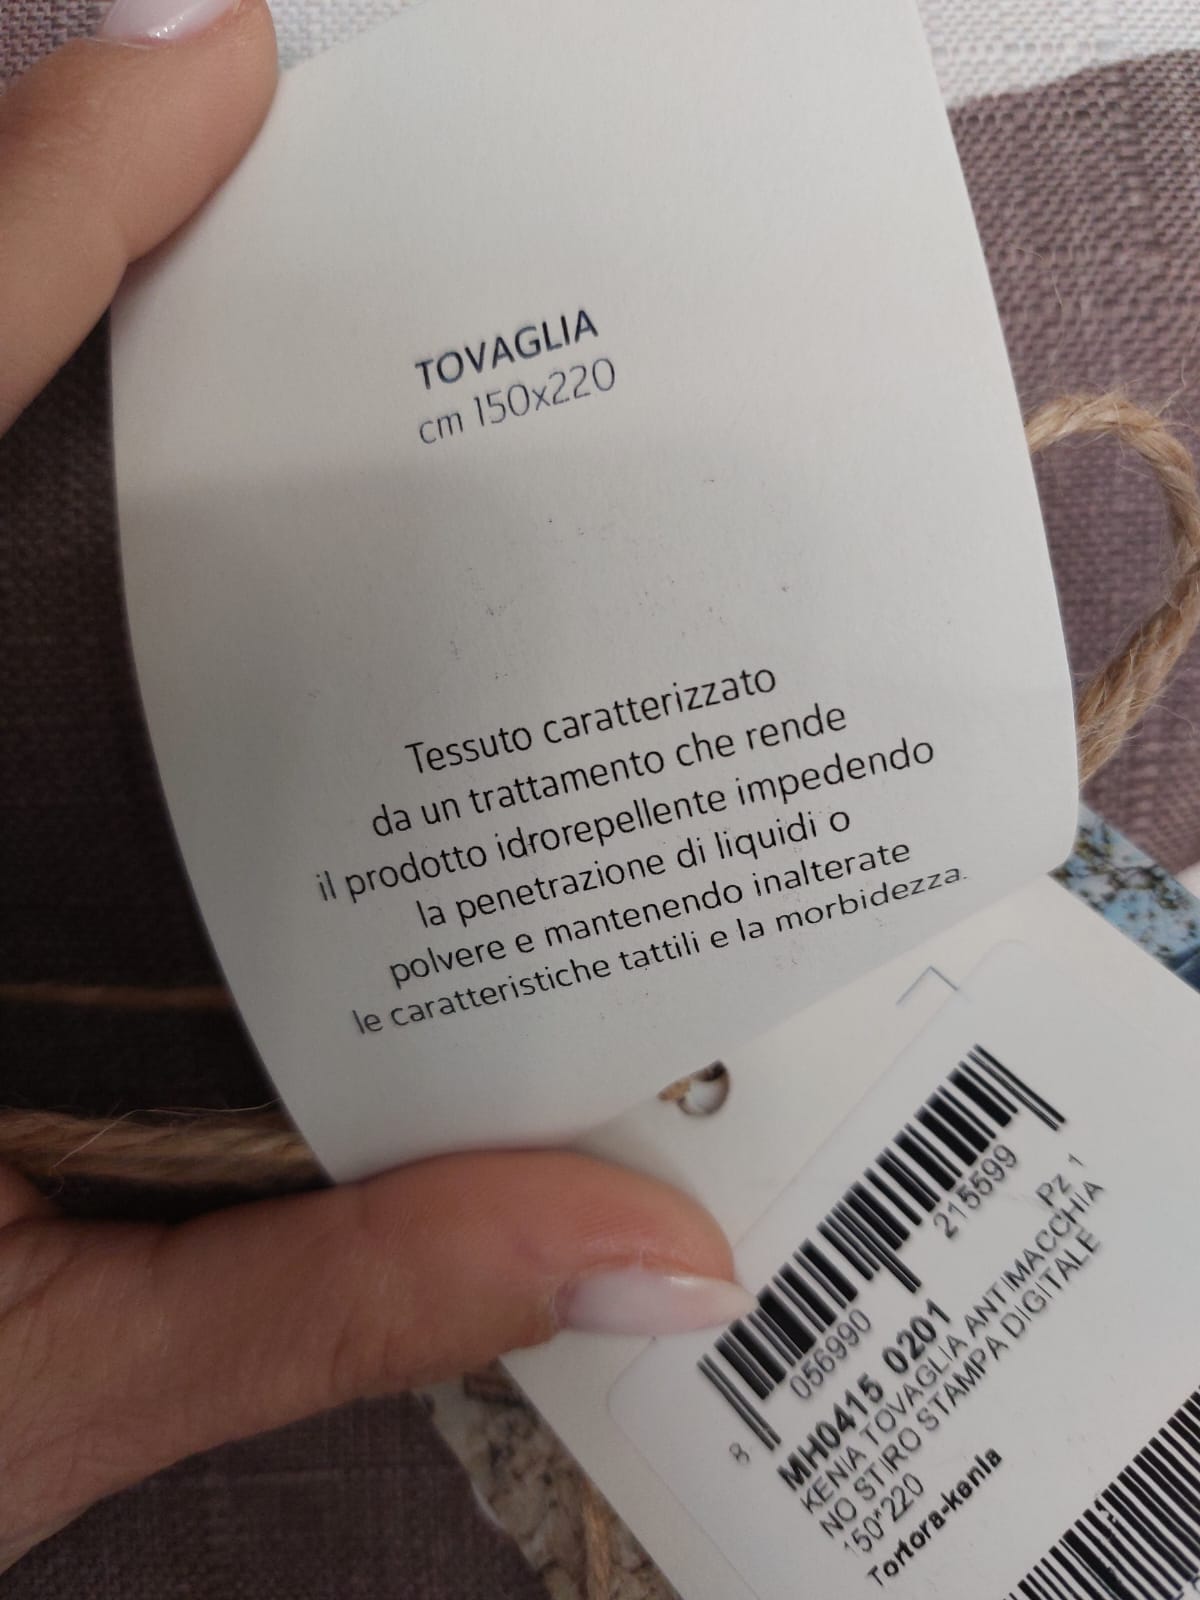 TOVAGLIA
cm 150x220
Tessuto caratterizzato
da un trattamento che rende
il prodotto idrorepellente impedendo
la penetrazione di liquidi o
polvere e mantenendo inalterate
le caratteristiche tattili e la morbidezza.
8 056990 215599
Pz 1
MH0415 0201
KENIA TOVAGLIA ANTIMACCHIA
NO STIRO STAMPA DIGITALE
150*220
Tortora-kenia